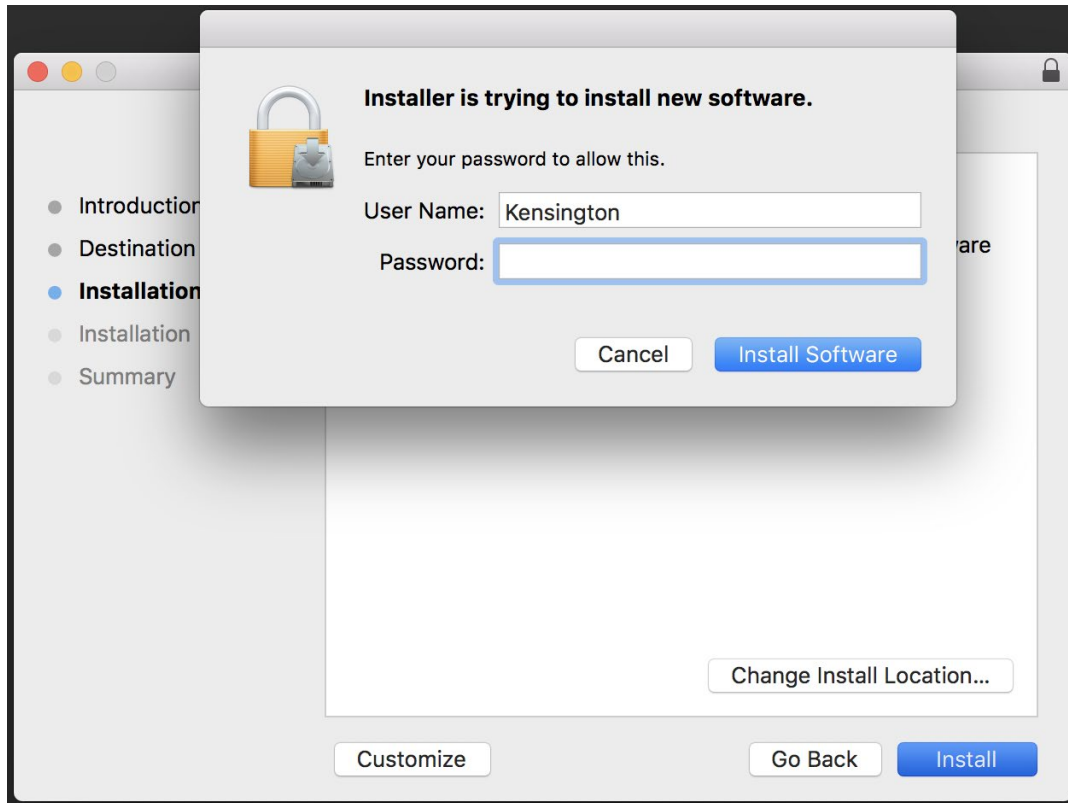 Installer is trying to install new software.
Enter your password to allow this.
User Name: Kensington
Password:
Cancel
Install Software
Introduction
Destination
Installation
Installation
Summary
Change Install Location...
Customize
Go Back
Install